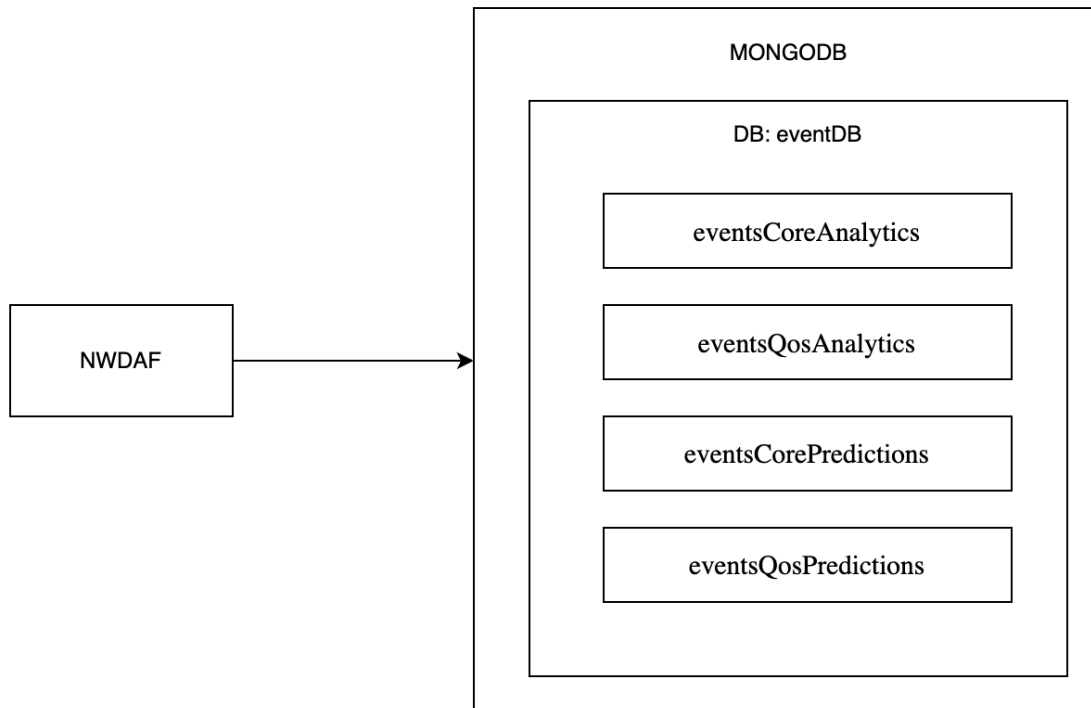 MONGODB
DB: eventDB
eventsCoreAnalytics
eventsQosAnalytics
NWDAF
eventsCorePredictions
eventsQosPredictions